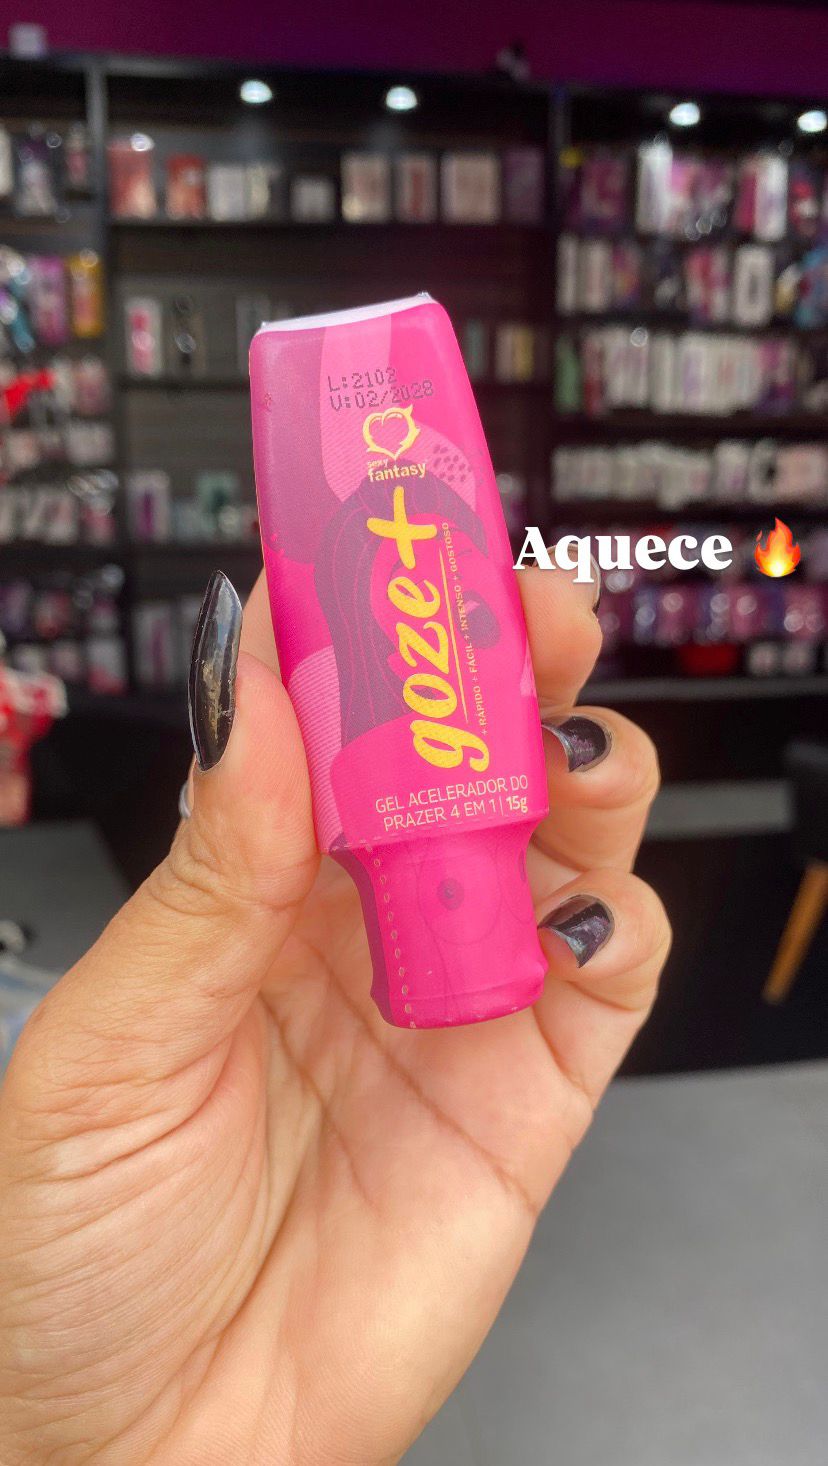 L:2102
V:02/2028
sexy
fantasy
goze+
+ RÁPIDO + FÁCIL + INTENSO + GOSTOSO
GEL ACELERADOR DO
PRAZER 4 EM 1 | 15g
Aquece 🔥